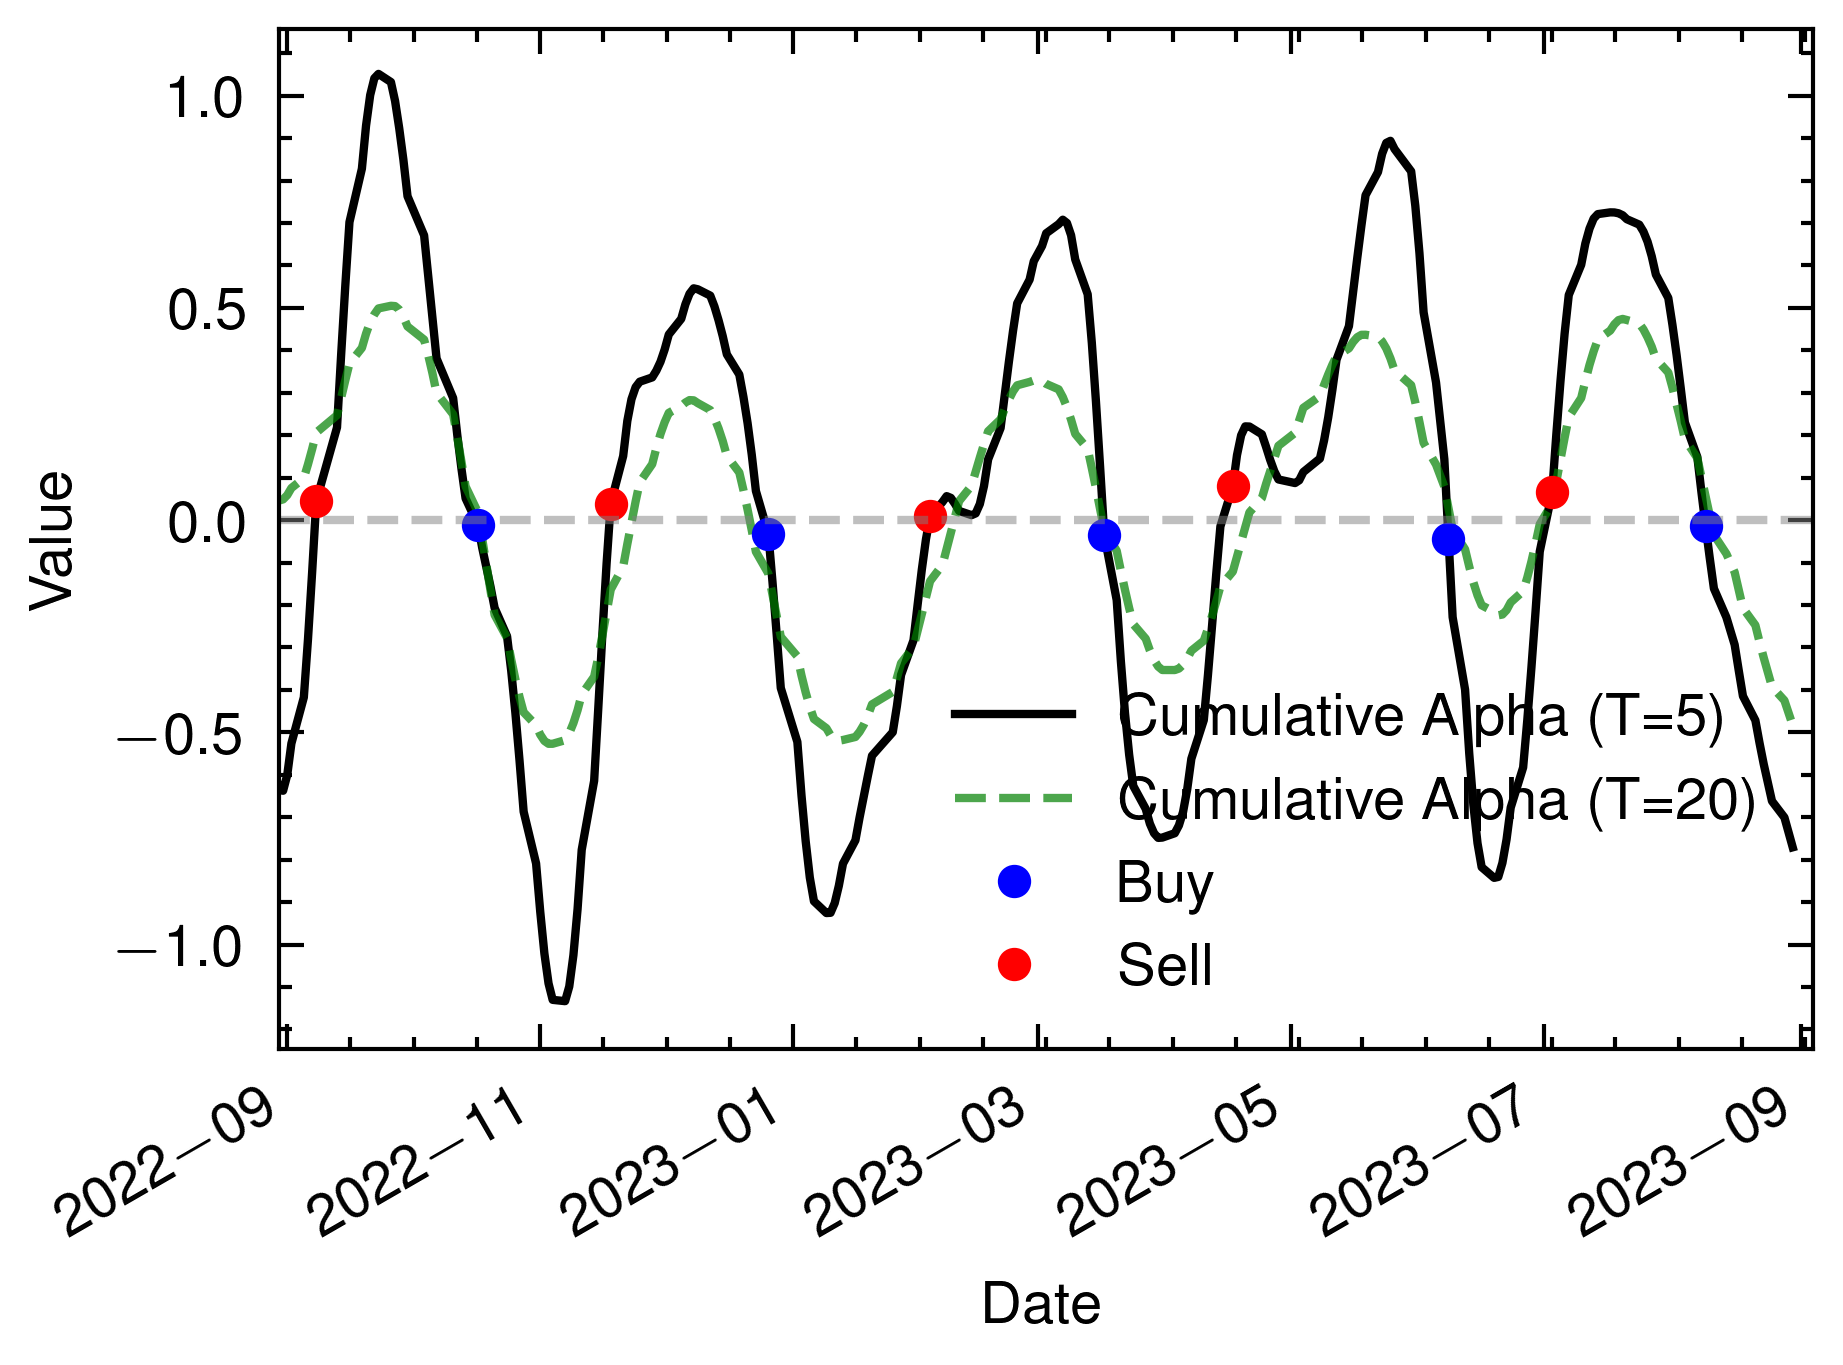 1.0
0.5
0.0
−0.5
−1.0
Value
Cumulative Alpha (T=5)
Cumulative Alpha (T=20)
Buy
Sell
2022−09
2022−11
2023−01
2023−03
2023−05
2023−07
2023−09
Date